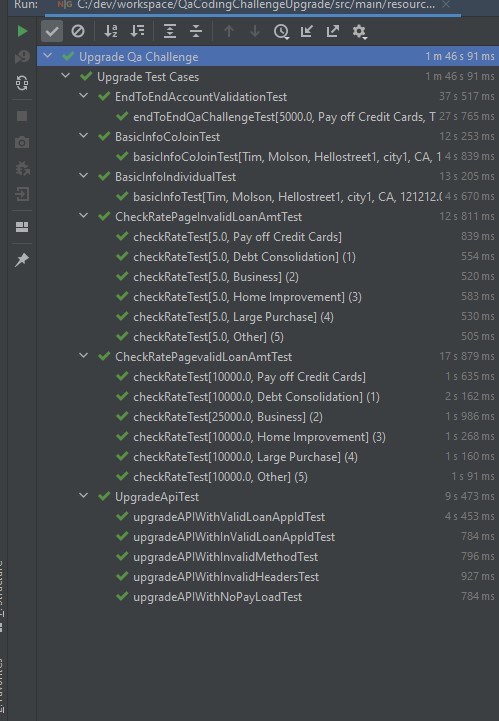 Run: C:/dev/workspace/QaCodingChallengeUpgrade/src/main/resourc...
Upgrade Qa Challenge 1 m 46 s 91 ms
Upgrade Test Cases 1 m 46 s 91 ms
EndToEndAccountValidationTest 37 s 517 ms
endToEndQaChallengeTest[5000.0, Pay off Credit Cards, T 27 s 765 ms
BasicInfoCoJoinTest 12 s 253 ms
basicInfoCoJoinTest[Tim, Molson, Hellostreet1, city1, CA, 1 4 s 839 ms
BasicInfoIndividualTest 13 s 205 ms
basicInfoTest[Tim, Molson, Hellostreet1, city1, CA, 121212.( 4 s 670 ms
CheckRatePageInvalidLoanAmtTest 12 s 811 ms
checkRateTest[5.0, Pay off Credit Cards] 839 ms
checkRateTest[5.0, Debt Consolidation] (1) 554 ms
checkRateTest[5.0, Business] (2) 520 ms
checkRateTest[5.0, Home Improvement] (3) 583 ms
checkRateTest[5.0, Large Purchase] (4) 530 ms
checkRateTest[5.0, Other] (5) 505 ms
CheckRatePagevalidLoanAmtTest 17 s 879 ms
checkRateTest[10000.0, Pay off Credit Cards] 1 s 635 ms
checkRateTest[10000.0, Debt Consolidation] (1) 2 s 162 ms
checkRateTest[25000.0, Business] (2) 1 s 986 ms
checkRateTest[10000.0, Home Improvement] (3) 1 s 268 ms
checkRateTest[10000.0, Large Purchase] (4) 1 s 160 ms
checkRateTest[10000.0, Other] (5) 1 s 91 ms
UpgradeApiTest 9 s 473 ms
upgradeAPIWithValidLoanAppIdTest 4 s 453 ms
upgradeAPIWithInValidLoanAppIdTest 784 ms
upgradeAPIWithInvalidMethodTest 796 ms
upgradeAPIWithInvalidHeadersTest 927 ms
upgradeAPIWithNoPayLoadTest 784 ms